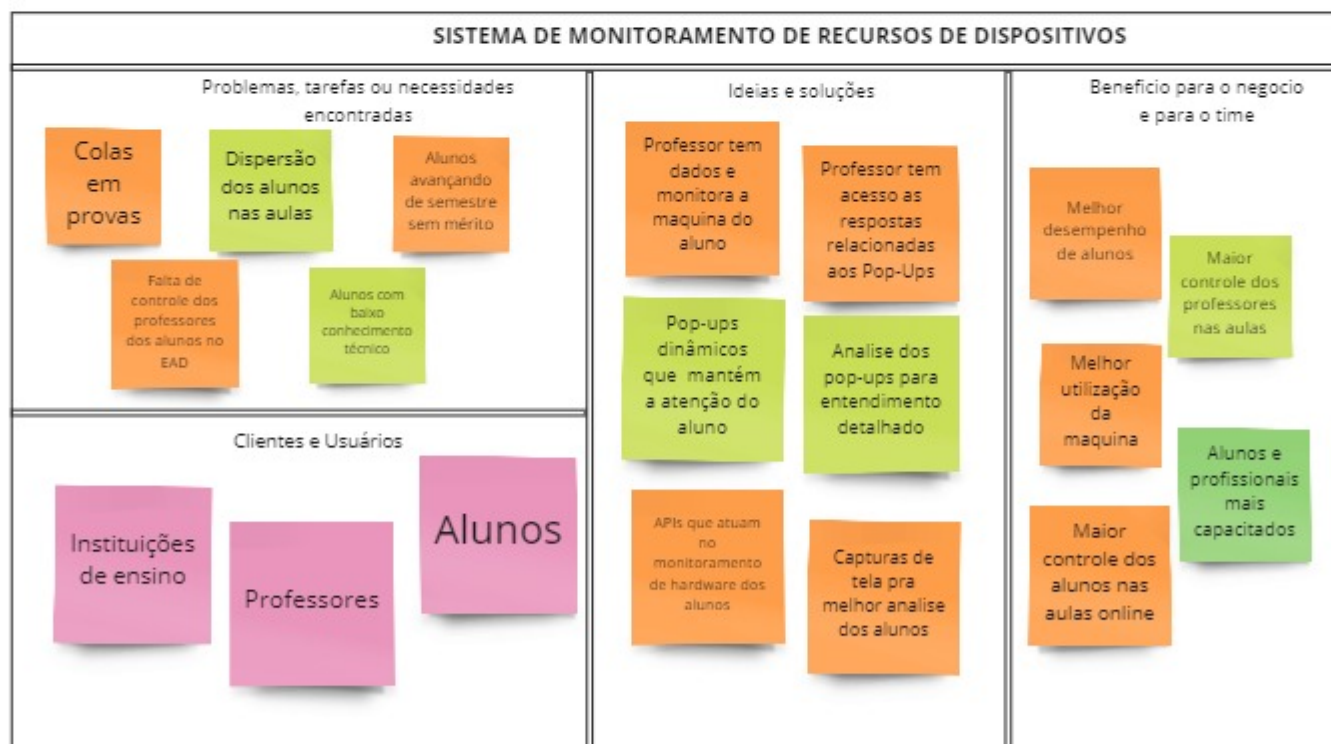 SISTEMA DE MONITORAMENTO DE RECURSOS DE DISPOSITIVOS
Problemas, tarefas ou necessidades
encontradas
Colas
em
provas
Dispersão
dos alunos
nas aulas
Alunos
avançando
de semestre
sem mérito
Falta de
controle dos
professores
dos alunos no
EAD
Alunos com
baixo
conhecimento
técnico
Clientes e Usuários
Instituições
de ensino
Professores
Alunos
Ideias e soluções
Professor tem
dados e
monitora a
maquina do
aluno
Professor tem
acesso as
respostas
relacionadas
aos Pop-Ups
Pop-ups
dinâmicos
que mantém
a atenção do
aluno
Analise dos
pop-ups para
entendimento
detalhado
APIs que atuam
no
monitoramento
de hardware dos
alunos
Capturas de
tela pra
melhor analise
dos alunos
Beneficio para o negocio
e para o time
Melhor
desempenho
de alunos
Maior
controle dos
professores
nas aulas
Melhor
utilização
da
maquina
Alunos e
profissionais
mais
capacitados
Maior
controle dos
alunos nas
aulas online